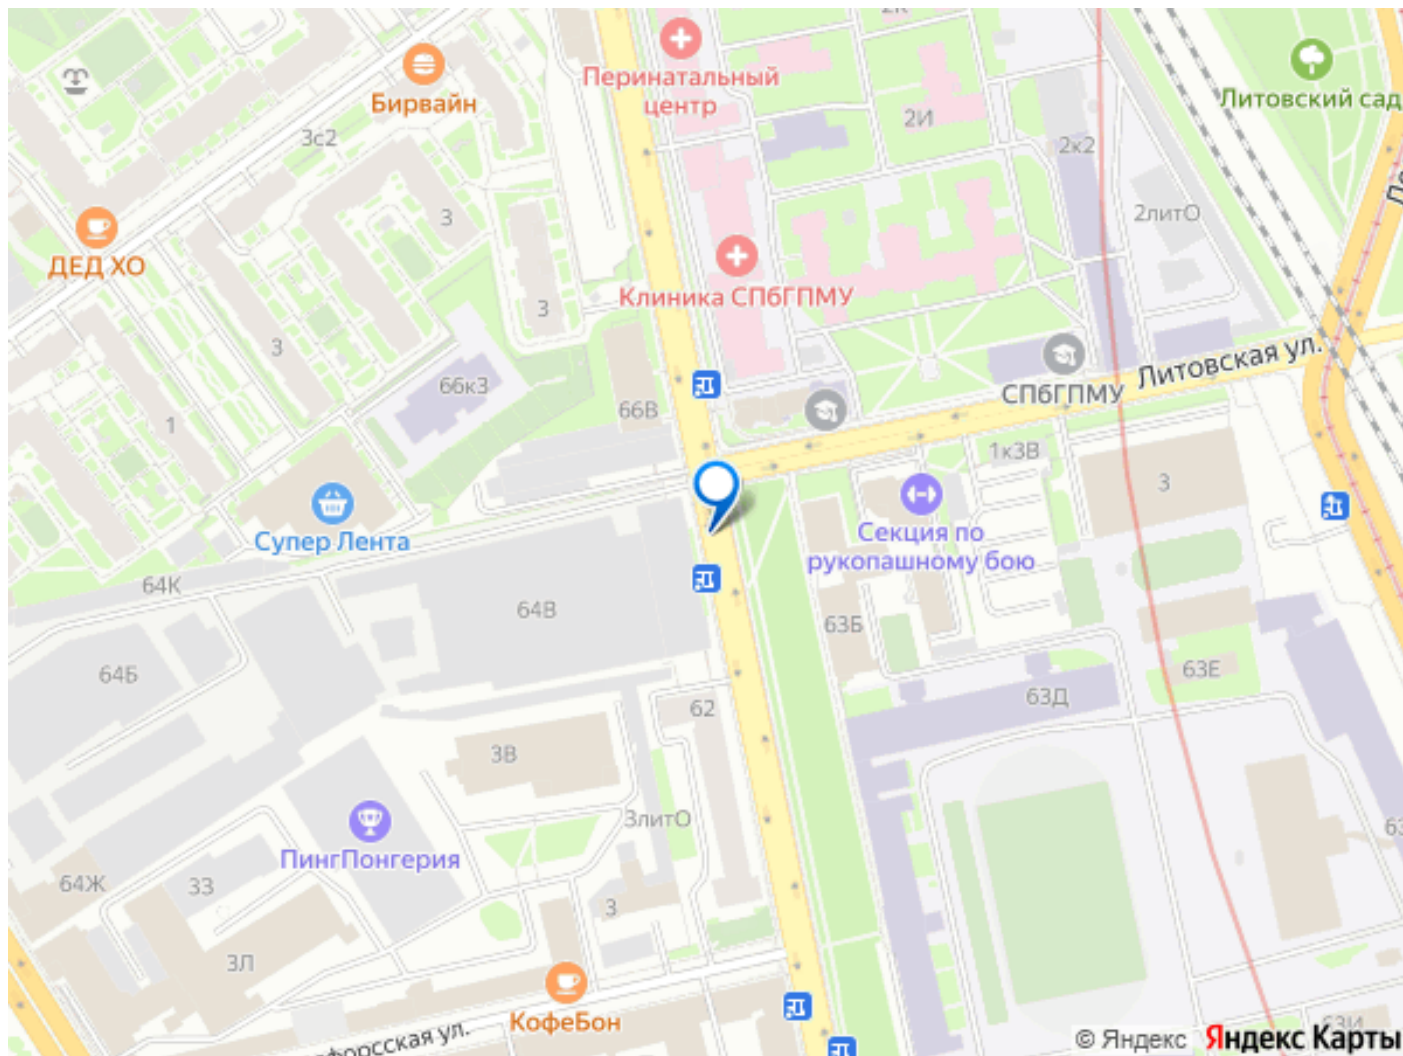 Перинатальный
центр
Бирвайн
Литовский сад
3с2
2И
2к2
3
2литО
ДЕД ХО
Клиника СПбГПМУ
3
3
66к3
66В
СПбГПМУ
Литовская ул.
1
1к3В
3
Супер Лента
Секция по
рукопашному бою
64К
64В
63Б
64Б
63Е
62
63Д
3В
3литО
ПингПонгерия
64Ж
33
3
3Л
КофеБон
© Яндекс Яндекс Карты
63И